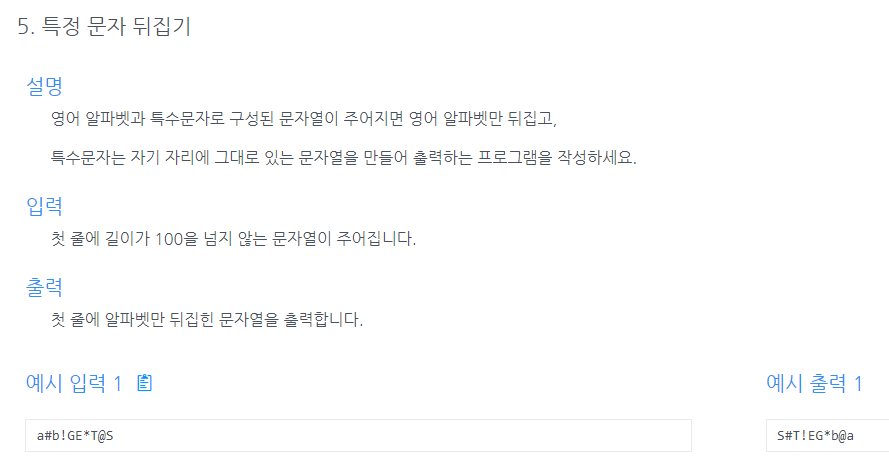 5. 특정 문자 뒤집기
설명
영어 알파벳과 특수문자로 구성된 문자열이 주어지면 영어 알파벳만 뒤집고,
특수문자는 자기 자리에 그대로 있는 문자열을 만들어 출력하는 프로그램을 작성하세요.
입력
첫 줄에 길이가 100을 넘지 않는 문자열이 주어집니다.
출력
첫 줄에 알파벳만 뒤집힌 문자열을 출력합니다.
예시 입력 1
예시 출력 1
a#b!GE*T@S
S#T!EG*b@a